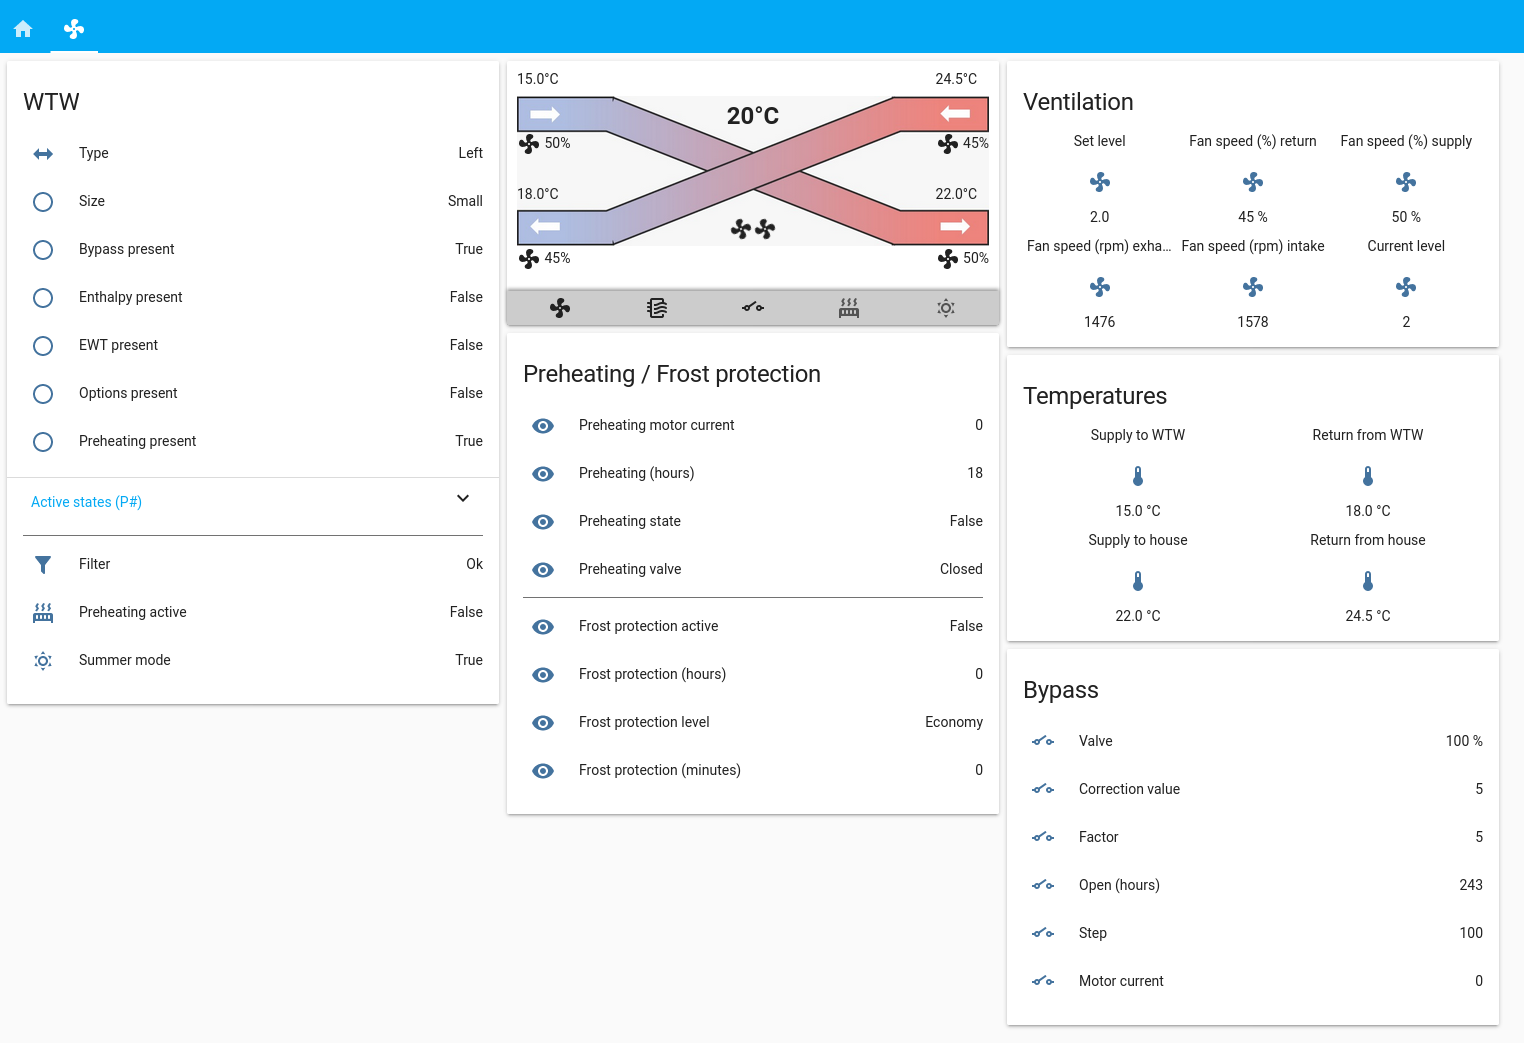 WTW
Type Left
Size Small
Bypass present True
Enthalpy present False
EWT present False
Options present False
Preheating present True
Active states (P#)
Filter Ok
Preheating active False
Summer mode True
15.0°C 24.5°C
20°C
50% 45%
18.0°C 22.0°C
45% 50%
Preheating / Frost protection
Preheating motor current 0
Preheating (hours) 18
Preheating state False
Preheating valve Closed
Frost protection active False
Frost protection (hours) 0
Frost protection level Economy
Frost protection (minutes) 0
Ventilation
Set level Fan speed (%) return Fan speed (%) supply
2.0 45 % 50 %
Fan speed (rpm) exha... Fan speed (rpm) intake Current level
1476 1578 2
Temperatures
Supply to WTW Return from WTW
15.0 °C 18.0 °C
Supply to house Return from house
22.0 °C 24.5 °C
Bypass
Valve 100 %
Correction value 5
Factor 5
Open (hours) 243
Step 100
Motor current 0